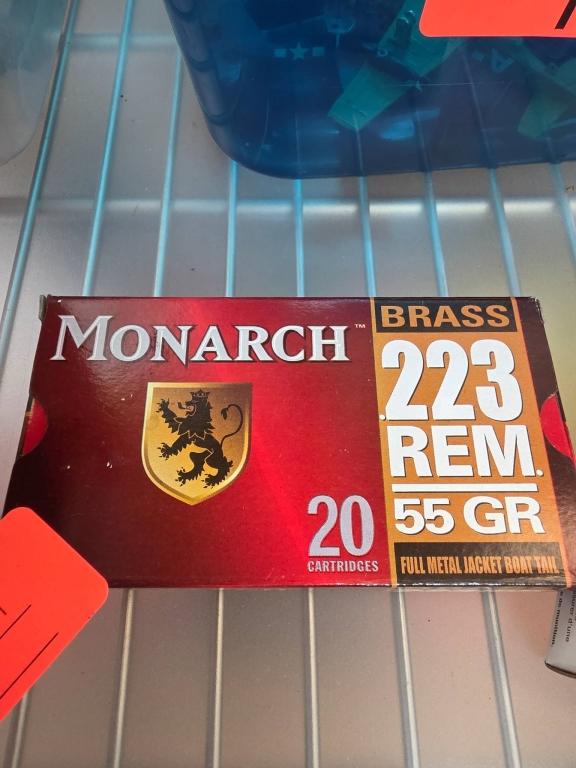 MONARCH™
BRASS
.223
REM.
55 GR
20
CARTRIDGES
FULL METAL JACKET BOAT TAIL